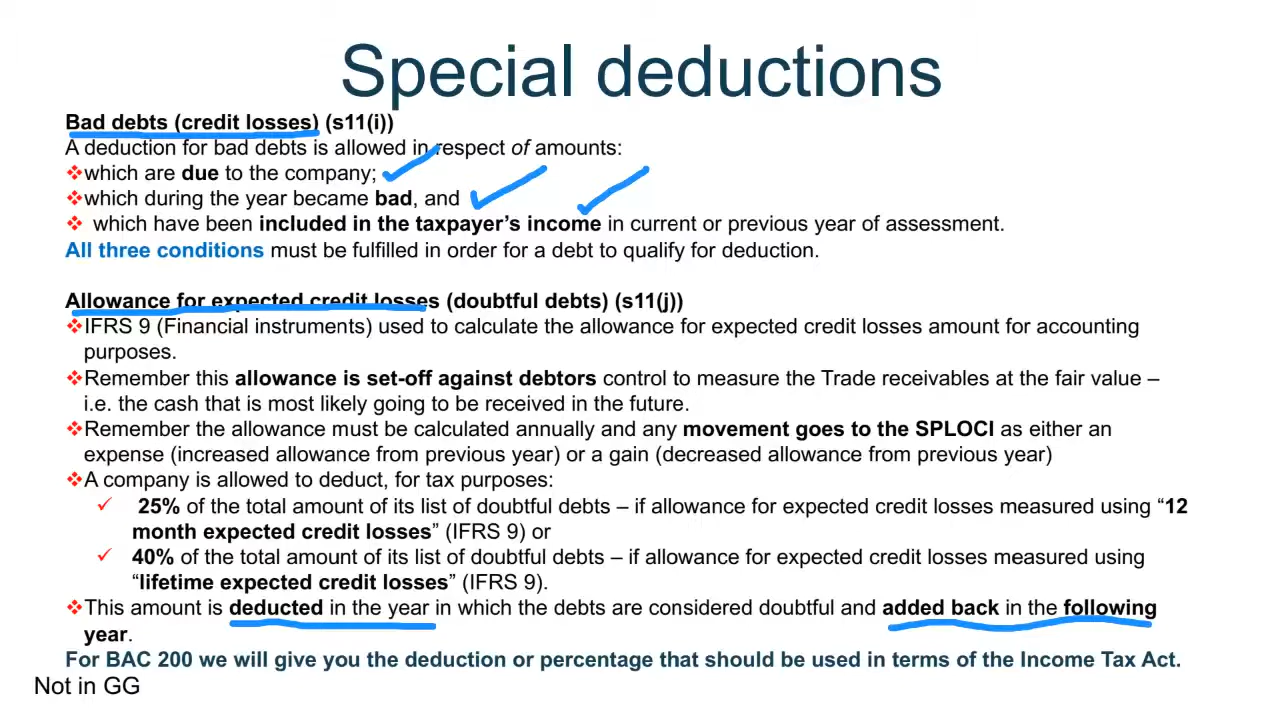 Special deductions
Bad debts (credit losses) (s11(i))
A deduction for bad debts is allowed in respect of amounts:
❖which are due to the company;
❖which during the year became bad, and
❖ which have been included in the taxpayer’s income in current or previous year of assessment.
All three conditions must be fulfilled in order for a debt to qualify for deduction.
Allowance for expected credit losses (doubtful debts) (s11(j))
❖IFRS 9 (Financial instruments) used to calculate the allowance for expected credit losses amount for accounting
purposes.
❖Remember this allowance is set-off against debtors control to measure the Trade receivables at the fair value –
i.e. the cash that is most likely going to be received in the future.
❖Remember the allowance must be calculated annually and any movement goes to the SPLOCI as either an
expense (increased allowance from previous year) or a gain (decreased allowance from previous year)
❖A company is allowed to deduct, for tax purposes:
✓ 25% of the total amount of its list of doubtful debts – if allowance for expected credit losses measured using “12
month expected credit losses” (IFRS 9) or
✓ 40% of the total amount of its list of doubtful debts – if allowance for expected credit losses measured using
“lifetime expected credit losses” (IFRS 9).
❖This amount is deducted in the year in which the debts are considered doubtful and added back in the following
year.
For BAC 200 we will give you the deduction or percentage that should be used in terms of the Income Tax Act.
Not in GG